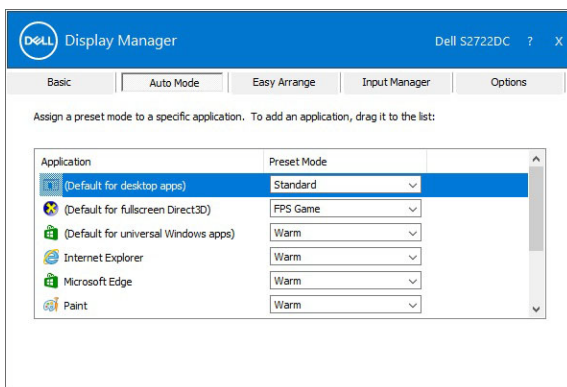 DELL Display Manager Dell S2722DC ? X
Basic Auto Mode Easy Arrange Input Manager Options
Assign a preset mode to a specific application. To add an application, drag it to the list:
Application Preset Mode
(Default for desktop apps) Standard
(Default for fullscreen Direct3D) FPS Game
(Default for universal Windows apps) Warm
Internet Explorer Warm
Microsoft Edge Warm
Paint Warm